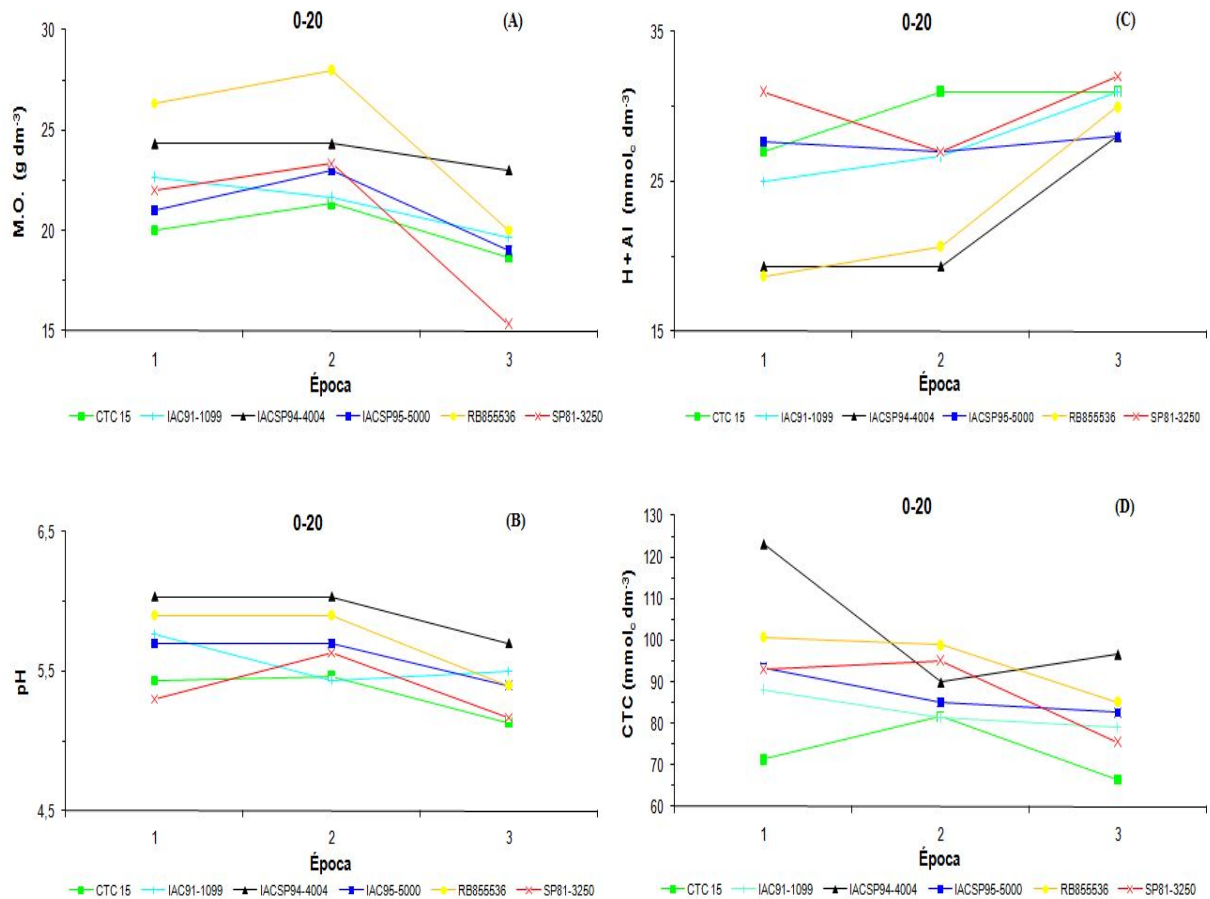 0-20 (A)
30
25
20
15
M.O. (g dm-3)
1 2 3
Época
CTC 15 IAC91-1099 IACSP94-4004 IACSP95-5000 RB855536 SP81-3250
0-20 (C)
35
25
15
H + Al (mmolc dm-3)
1 2 3
Época
CTC 15 IAC91-1099 IACSP94-4004 IACSP95-5000 RB855536 SP81-3250
0-20 (B)
6,5
5,5
4,5
pH
1 2 3
Época
CTC 15 IAC91-1099 IACSP94-4004 IAC95-5000 RB855536 SP81-3250
0-20 (D)
130
120
110
100
90
80
70
60
CTC (mmolc dm-3)
1 2 3
Época
CTC 15 IAC91-1099 IACSP94-4004 IACSP95-5000 RB855536 SP81-3250